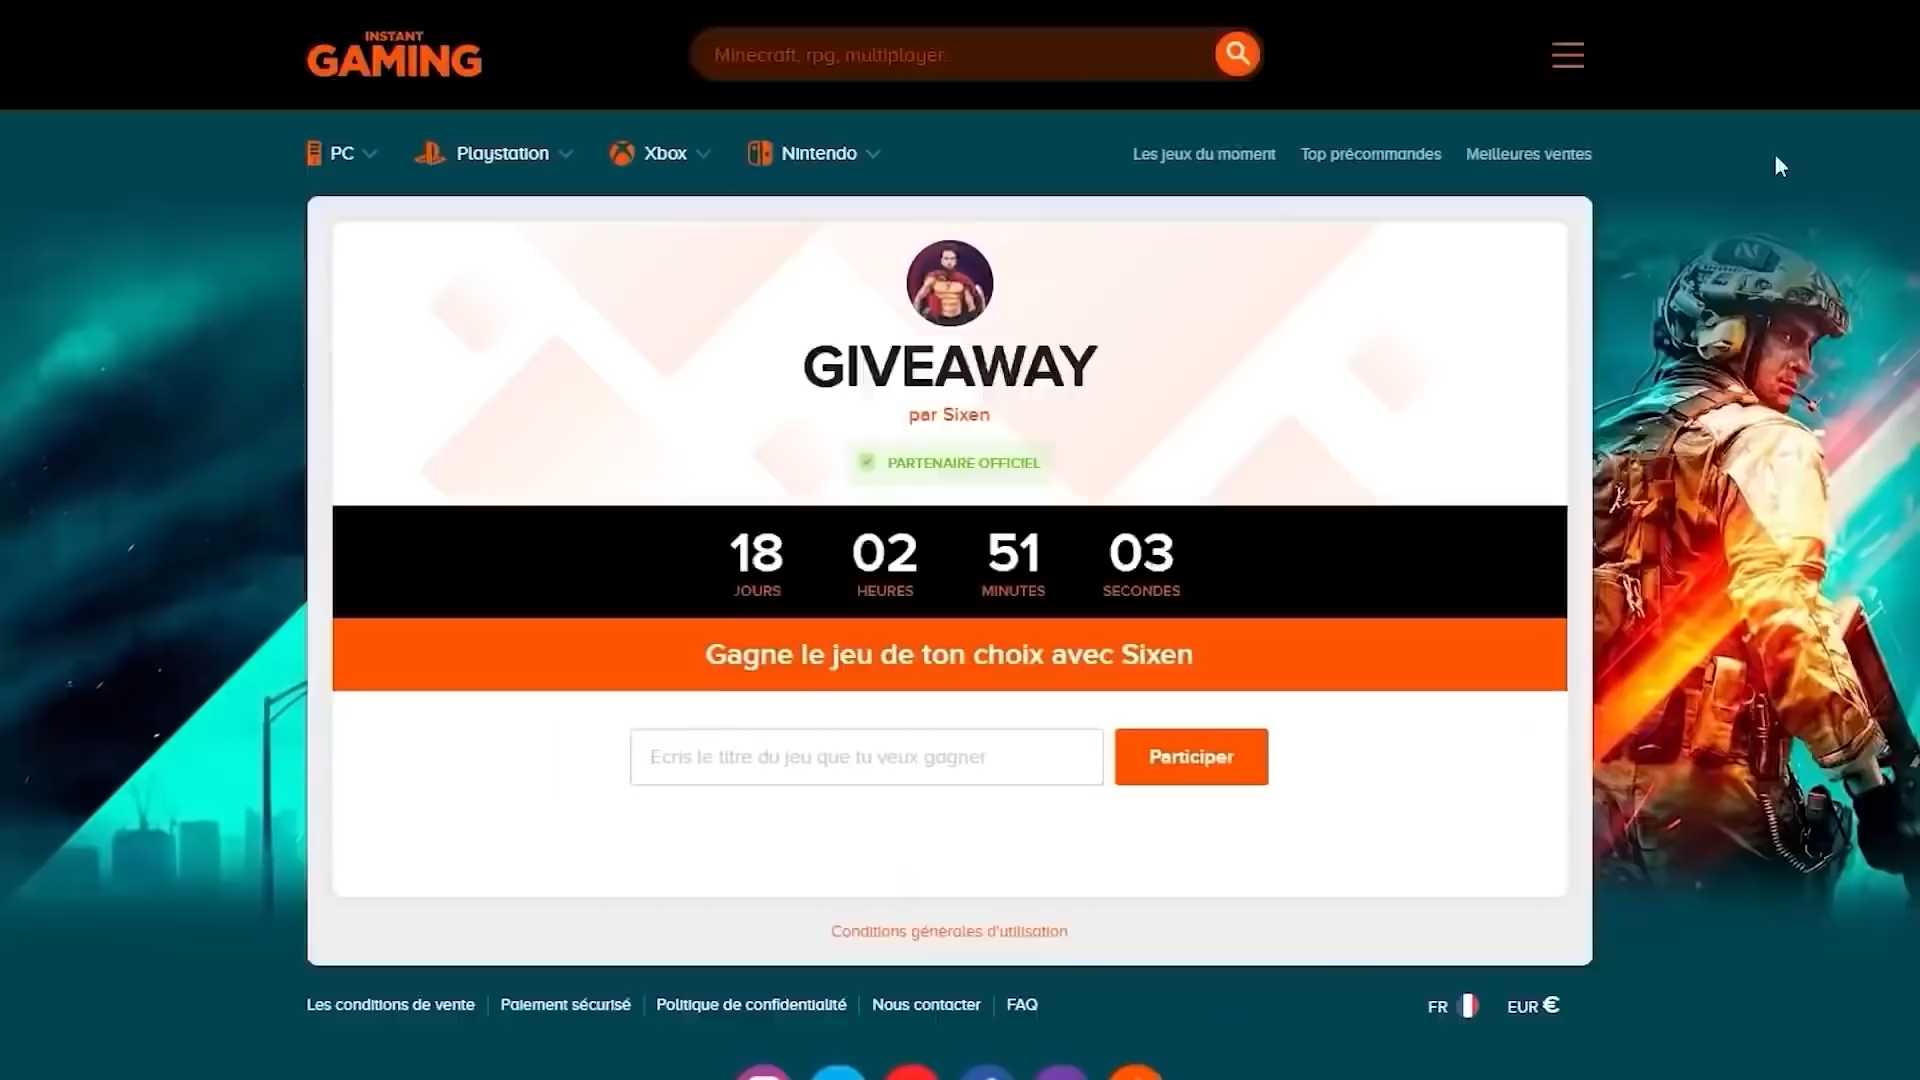 INSTANT
GAMING
Minecraft, rpg, multiplayer...
PC
Playstation
Xbox
Nintendo
Les jeux du moment
Top précommandes
Meilleures ventes
GIVEAWAY
par Sixen
PARTENAIRE OFFICIEL
18 02 51 03
JOURS HEURES MINUTES SECONDES
Gagne le jeu de ton choix avec Sixen
Ecris le titre du jeu que tu veux gagner
Participer
Conditions générales d'utilisation
Les conditions de vente
Paiement sécurisé
Politique de confidentialité
Nous contacter
FAQ
FR
EUR €